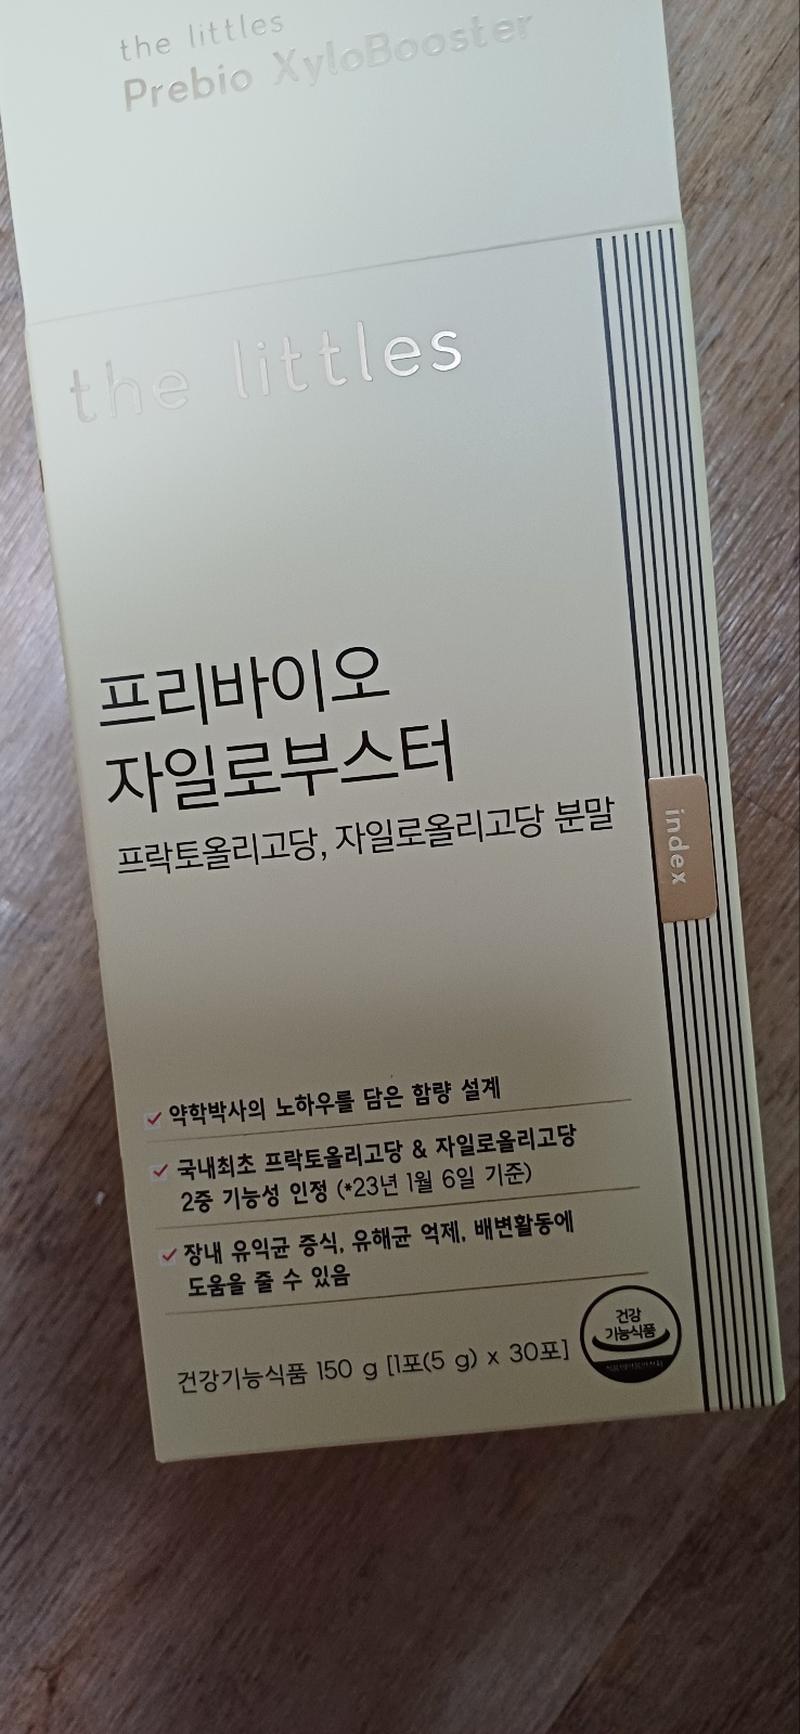 the littles
Prebio XyloBooster
the littles
프리바이오
자일로부스터
프락토올리고당, 자일로올리고당 분말
index
약학박사의 노하우를 담은 함량 설계
국내최초 프락토올리고당 & 자일로올리고당
2중 기능성 인정 (*23년 1월 6일 기준)
장내 유익균 증식, 유해균 억제, 배변활동에
도움을 줄 수 있음
건강
기능식품
건강기능식품 150 g [1포(5 g) x 30포]